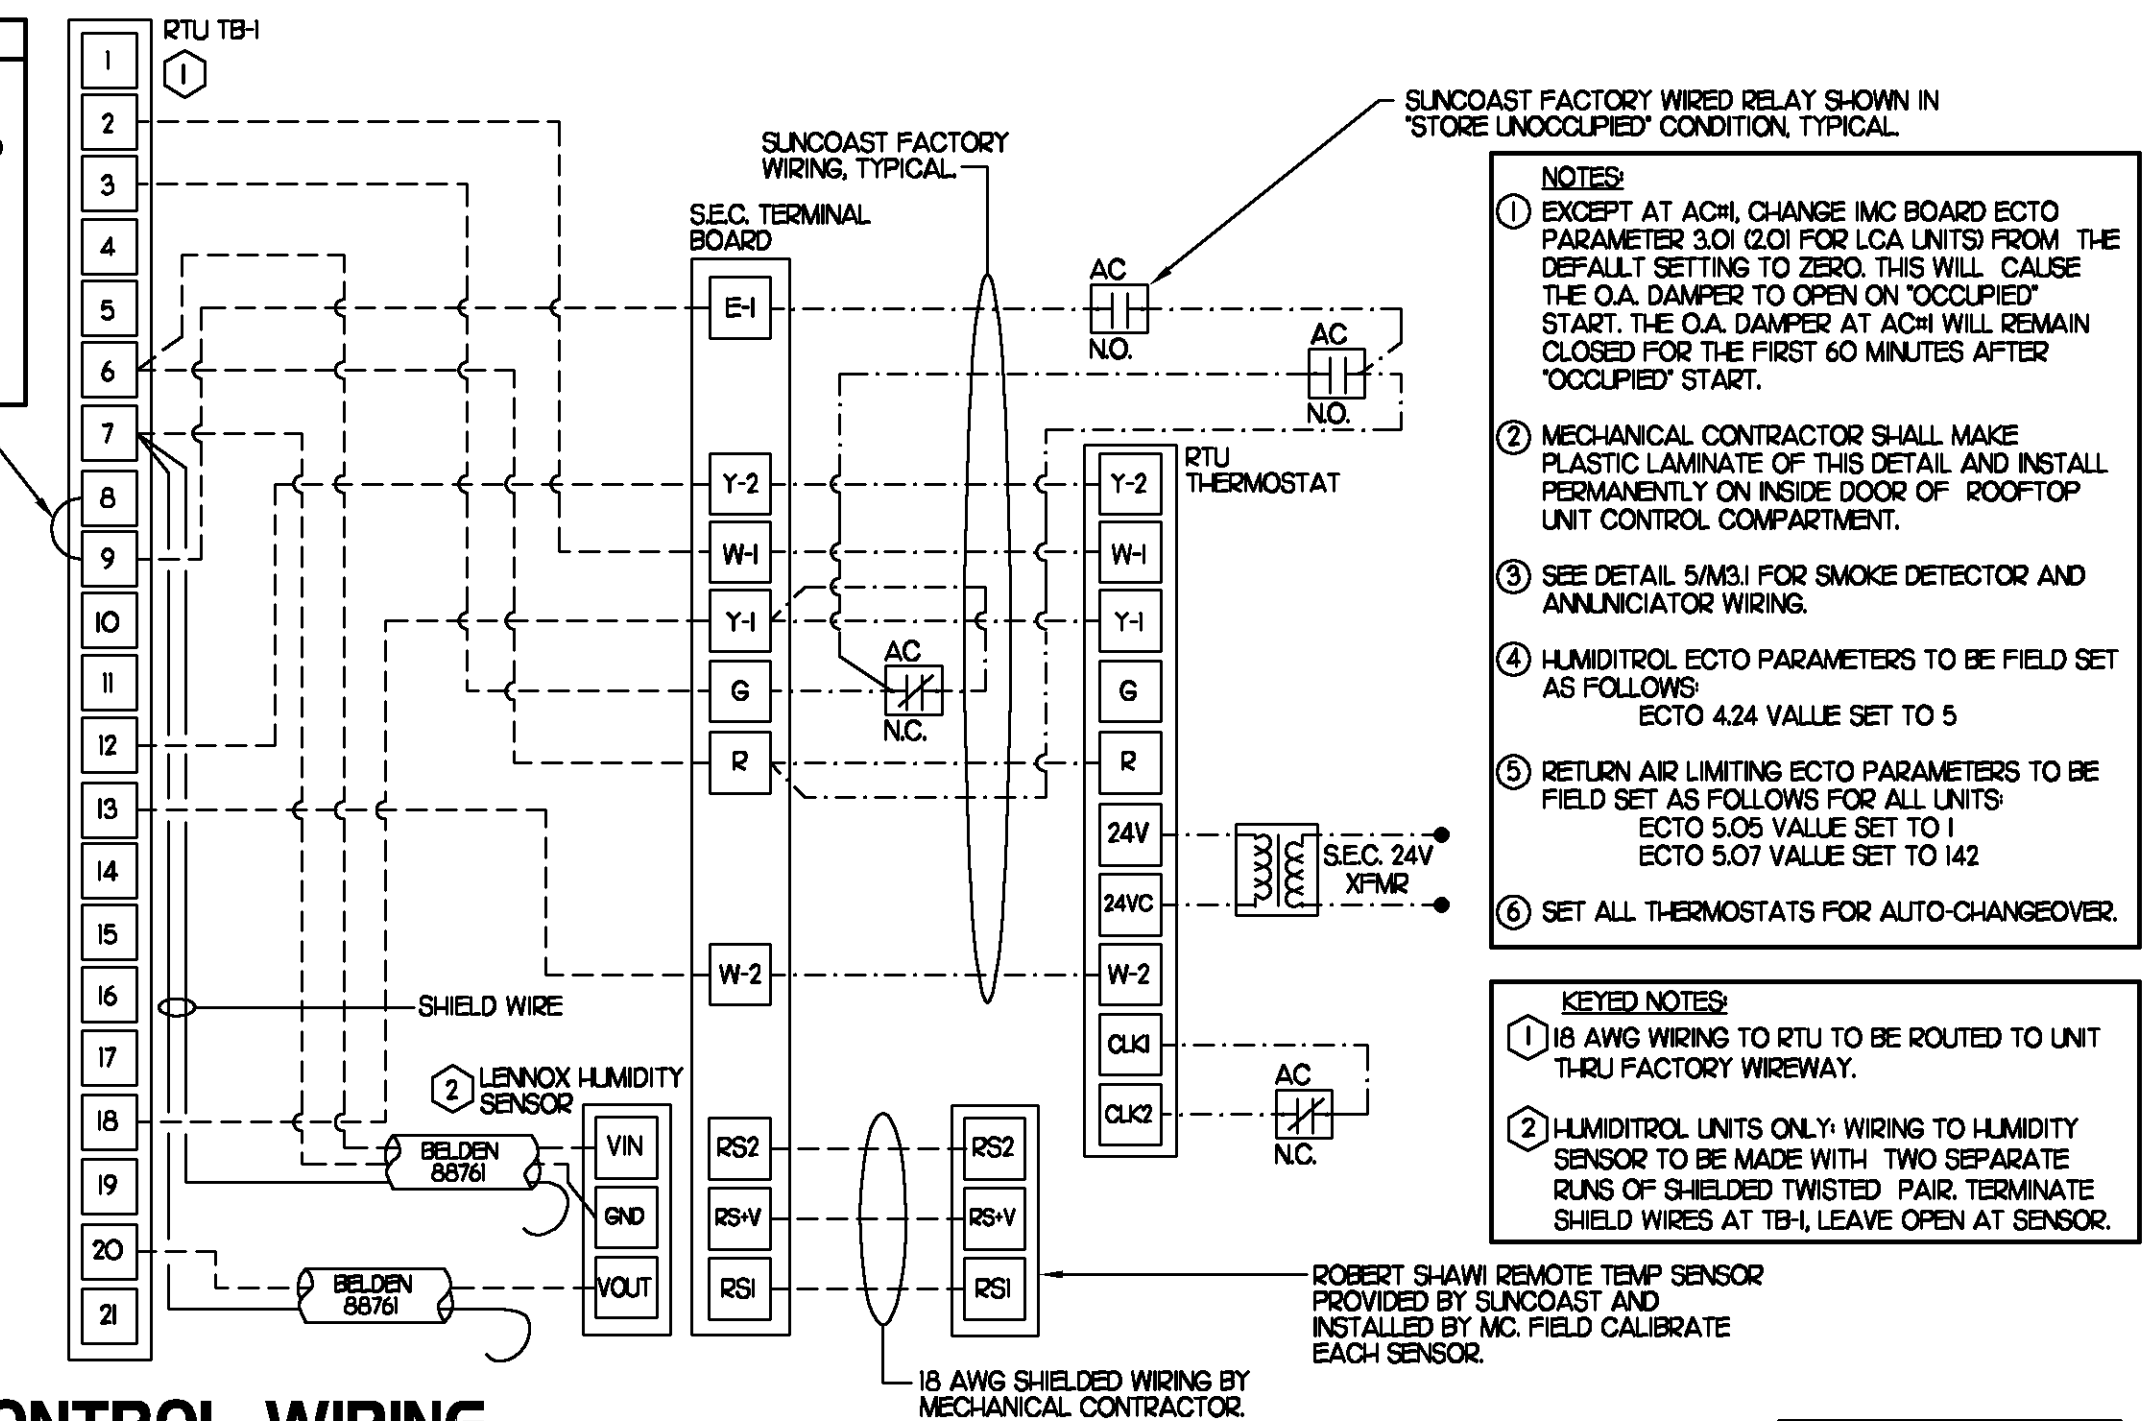 RTU TB-1
1
1
2
3
4
5
6
7
8
9
10
11
12
13
14
15
16
17
18
19
20
21
SUNCOAST FACTORY
WIRING, TYPICAL.
S.E.C. TERMINAL
BOARD
E-1
Y-2
W-1
Y-1
G
R
W-2
RS2
RS+V
RS1
AC
N.O.
AC
N.O.
AC
N.C.
RTU
THERMOSTAT
Y-2
W-1
Y-1
G
R
24V
24VC
W-2
CLK1
CLK2
S.E.C. 24V
XFMR
AC
N.C.
SHIELD WIRE
2
LENNOX HUMIDITY
SENSOR
VIN
GND
VOUT
BELDEN
88761
BELDEN
88761
RS2
RS+V
RS1
18 AWG SHIELDED WIRING BY
MECHANICAL CONTRACTOR.
ROBERT SHAW1 REMOTE TEMP SENSOR
PROVIDED BY SUNCOAST AND
INSTALLED BY MC. FIELD CALIBRATE
EACH SENSOR.
SUNCOAST FACTORY WIRED RELAY SHOWN IN
"STORE UNOCCUPIED" CONDITION, TYPICAL.
NOTES:
1 EXCEPT AT AC#1, CHANGE IMC BOARD ECTO
PARAMETER 3.01 (2.01 FOR LCA UNITS) FROM THE
DEFAULT SETTING TO ZERO. THIS WILL CAUSE
THE O.A. DAMPER TO OPEN ON "OCCUPIED"
START. THE O.A. DAMPER AT AC#1 WILL REMAIN
CLOSED FOR THE FIRST 60 MINUTES AFTER
"OCCUPIED" START.
2 MECHANICAL CONTRACTOR SHALL MAKE
PLASTIC LAMINATE OF THIS DETAIL AND INSTALL
PERMANENTLY ON INSIDE DOOR OF ROOFTOP
UNIT CONTROL COMPARTMENT.
3 SEE DETAIL 5/M3.1 FOR SMOKE DETECTOR AND
ANNUNICIATOR WIRING.
4 HUMIDITROL ECTO PARAMETERS TO BE FIELD SET
AS FOLLOWS:
ECTO 4.24 VALUE SET TO 5
5 RETURN AIR LIMITING ECTO PARAMETERS TO BE
FIELD SET AS FOLLOWS FOR ALL UNITS:
ECTO 5.05 VALUE SET TO 1
ECTO 5.07 VALUE SET TO 142
6 SET ALL THERMOSTATS FOR AUTO-CHANGEOVER.
KEYED NOTES:
1 18 AWG WIRING TO RTU TO BE ROUTED TO UNIT
THRU FACTORY WIREWAY.
2 HUMIDITROL UNITS ONLY: WIRING TO HUMIDITY
SENSOR TO BE MADE WITH TWO SEPARATE
RUNS OF SHIELDED TWISTED PAIR. TERMINATE
SHIELD WIRES AT TB-1, LEAVE OPEN AT SENSOR.
ONTROL WIRING